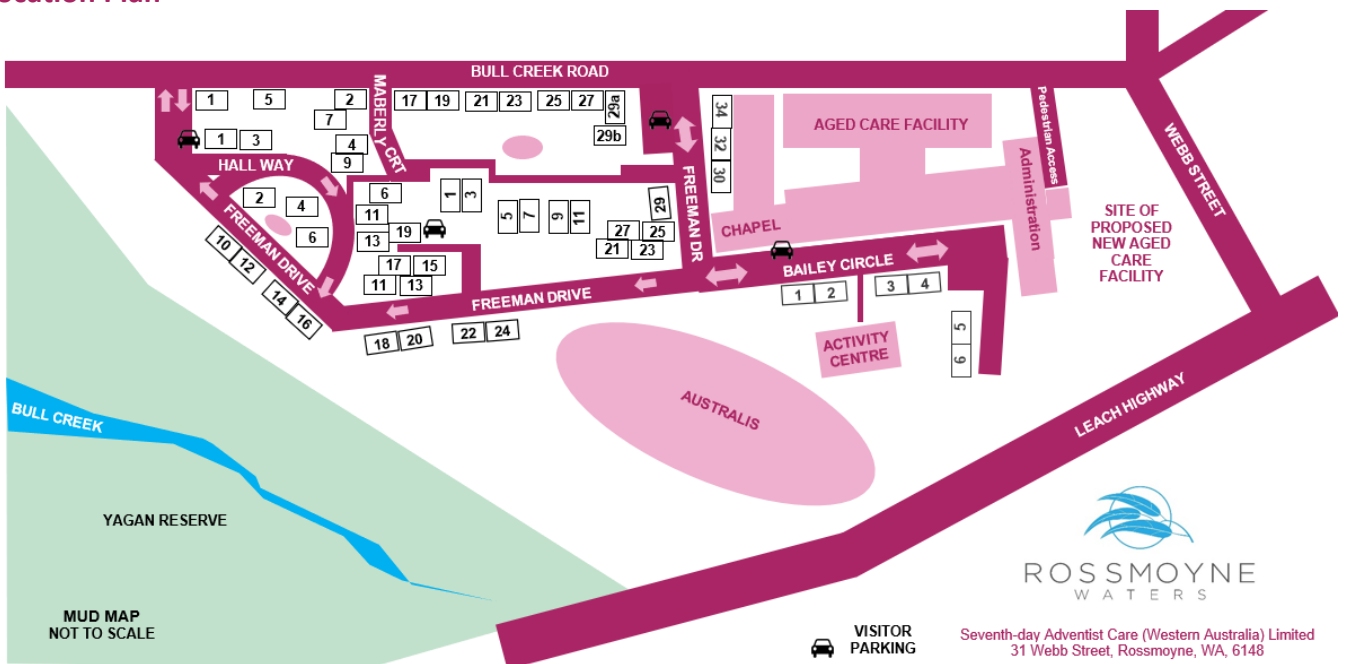 ocation Plan
BULL CREEK ROAD
1
5
2
7
1
3
4
9
HALL WAY
MABERLY CRT
17 19 21 23 25 27 29a
29b
FREEMAN DR
34
32
30
AGED CARE FACILITY
Pedestrian Access
Administration
WEBB STREET
CHAPEL
SITE OF
PROPOSED
NEW AGED
CARE
FACILITY
2
4
6
FREEMAN DRIVE
10
12
14
16
6
11
19
13
17 15
11 13
1
3
5
7
9
11
29
27 25
21 23
BAILEY CIRCLE
1 2
3 4
5
6
FREEMAN DRIVE
18 20
22 24
ACTIVITY
CENTRE
AUSTRALIS
LEACH HIGHWAY
BULL CREEK
YAGAN RESERVE
MUD MAP
NOT TO SCALE
ROSSMOYNE
WATERS
VISITOR
PARKING
Seventh-day Adventist Care (Western Australia) Limited
31 Webb Street, Rossmoyne, WA, 6148